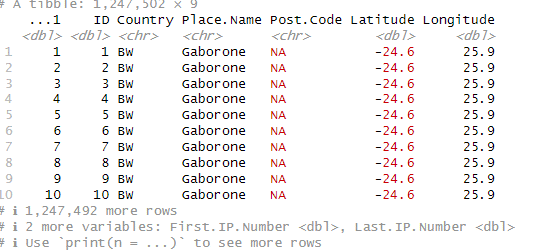 # A tibble: 1,247,502 × 9
...1 ID Country Place.Name Post.Code Latitude Longitude
<dbl> <dbl> <chr> <chr> <chr> <dbl> <dbl>
1 1 1 BW Gaborone NA -24.6 25.9
2 2 2 BW Gaborone NA -24.6 25.9
3 3 3 BW Gaborone NA -24.6 25.9
4 4 4 BW Gaborone NA -24.6 25.9
5 5 5 BW Gaborone NA -24.6 25.9
6 6 6 BW Gaborone NA -24.6 25.9
7 7 7 BW Gaborone NA -24.6 25.9
8 8 8 BW Gaborone NA -24.6 25.9
9 9 9 BW Gaborone NA -24.6 25.9
10 10 10 BW Gaborone NA -24.6 25.9
# ℹ 1,247,492 more rows
# ℹ 2 more variables: First.IP.Number <dbl>, Last.IP.Number <dbl>
# ℹ Use `print(n = ...)` to see more rows